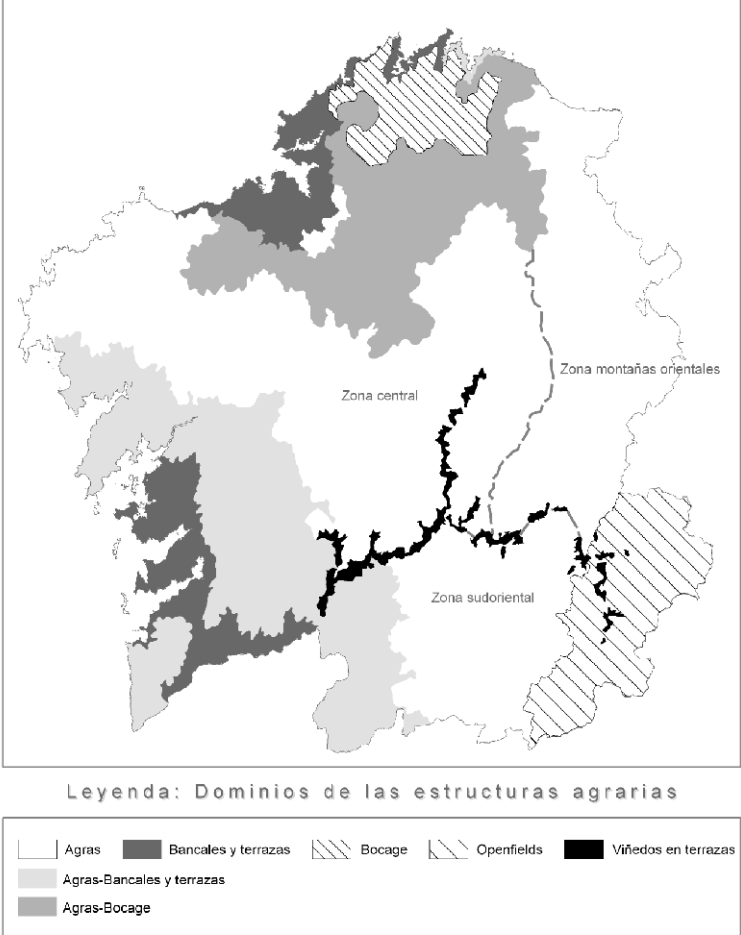 Zona central
Zona montañas orientales
Zona sudoriental
Leyenda: Dominios de las estructuras agrarias
Agras
Bancales y terrazas
Bocage
Openfields
Viñedos en terrazas
Agras-Bancales y terrazas
Agras-Bocage